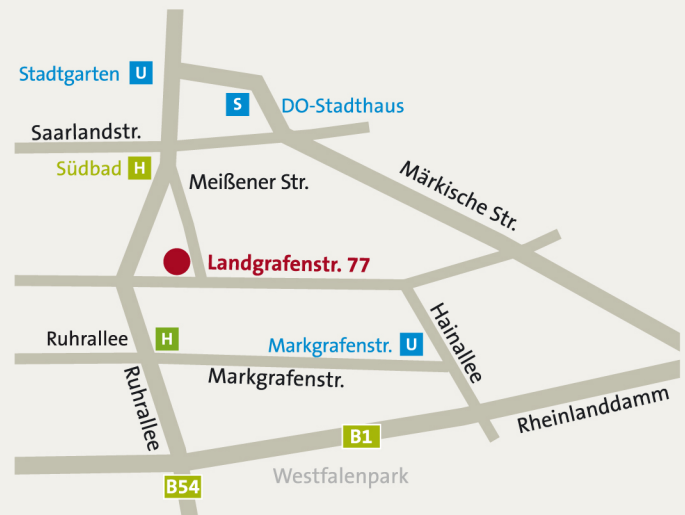 Stadtgarten U
S DO-Stadthaus
Saarlandstr.
Südbad H
Meißener Str.
Märkische Str.
Landgrafenstr. 77
Hainallee
Ruhrallee H
Markgrafenstr. U
Markgrafenstr.
Ruhrallee
Rheinlanddamm
B1
Westfalenpark
B54